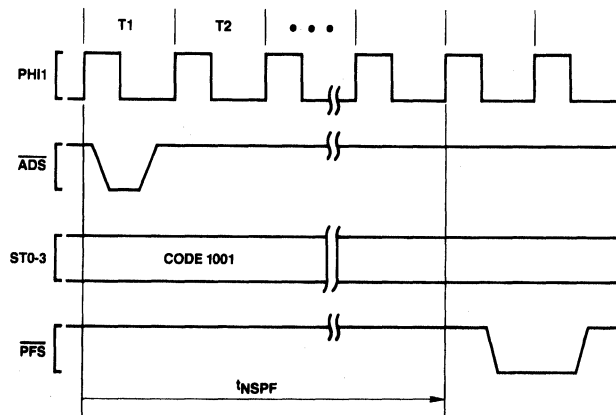 T1 T2 • • •
PHI1
ADS
ST0-3 CODE 1001
PFS
tNSPF